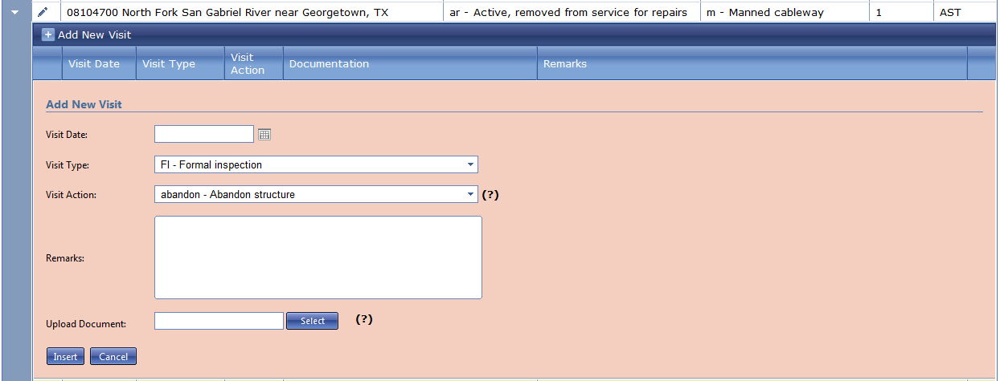 08104700 North Fork San Gabriel River near Georgetown, TX ar - Active, removed from service for repairs m - Manned cableway 1 AST
+ Add New Visit
Visit Date Visit Type Visit Action Documentation Remarks
Add New Visit
Visit Date:
Visit Type: FI - Formal inspection
Visit Action: abandon - Abandon structure (?)
Remarks:
Upload Document: Select (?)
Insert Cancel